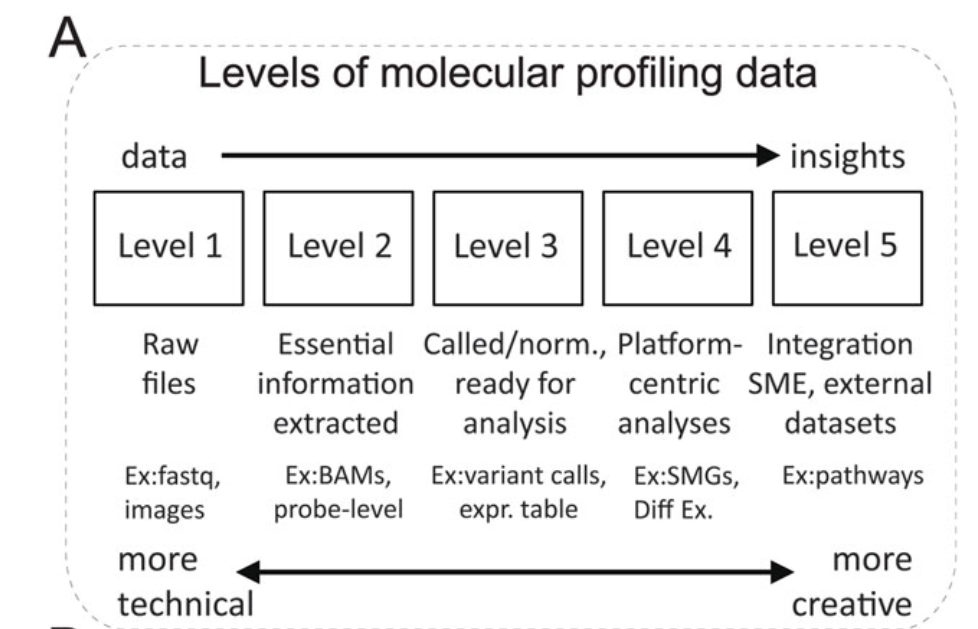 A
Levels of molecular profiling data
data insights
Level 1 Level 2 Level 3 Level 4 Level 5
Raw files
Essential information extracted
Called/norm., ready for analysis
Platform-centric analyses
Integration SME, external datasets
Ex:fastq, images
Ex:BAMs, probe-level
Ex:variant calls, expr. table
Ex:SMGs, Diff Ex.
Ex:pathways
more technical
more creative